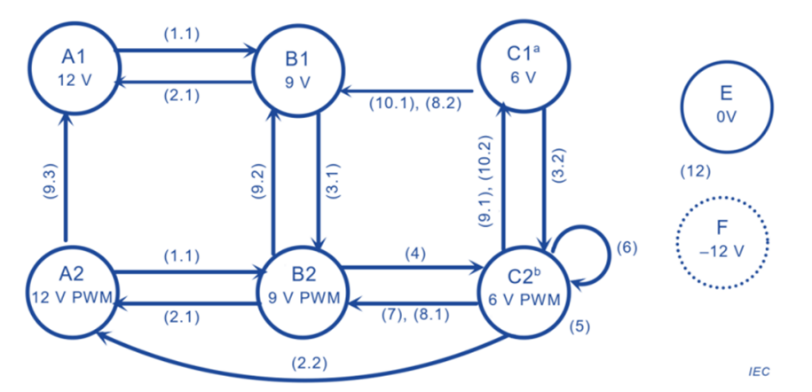 (1.1)
A1
12 V
B1
9 V
C1ᵃ
6 V
(2.1)
(10.1), (8.2)
E
0V
(9.3)
(9.2)
(3.1)
(9.1), (10.2)
(3.2)
(12)
F
–12 V
(1.1)
(4)
(6)
A2
12 V PWM
B2
9 V PWM
C2ᵇ
6 V PWM
(2.1)
(7), (8.1)
(5)
(2.2)
IEC